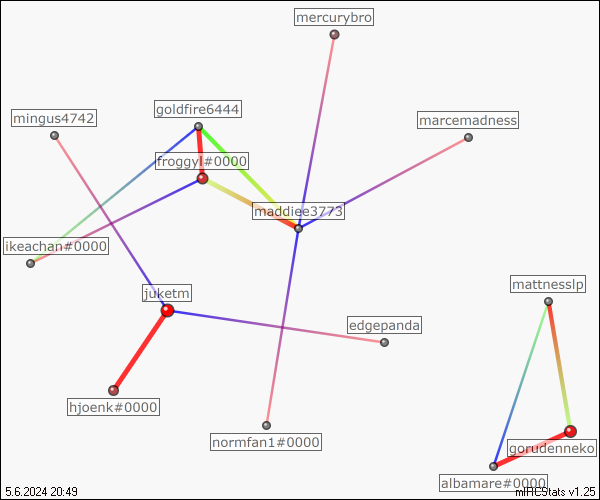 mercurybro
goldfire6444
mingus4742
marcemadness
froggyl#0000
maddiee3773
ikeachan#0000
mattnesslp
juketm
edgepanda
hjoenk#0000
normfan1#0000
gorudenneko
albamare#0000
5.6.2024 20:49
mIRCStats v1.25